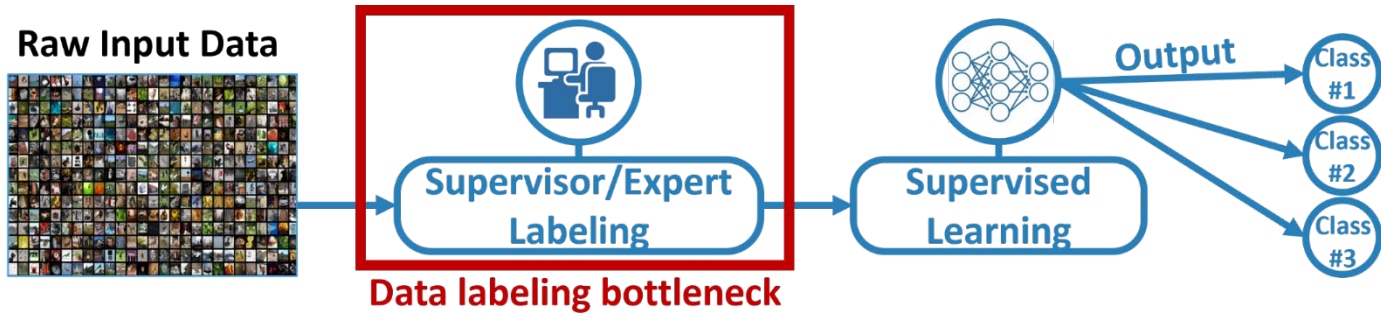 Raw Input Data
Supervisor/Expert
Labeling
Data labeling bottleneck
Supervised
Learning
Output
Class
#1
Class
#2
Class
#3